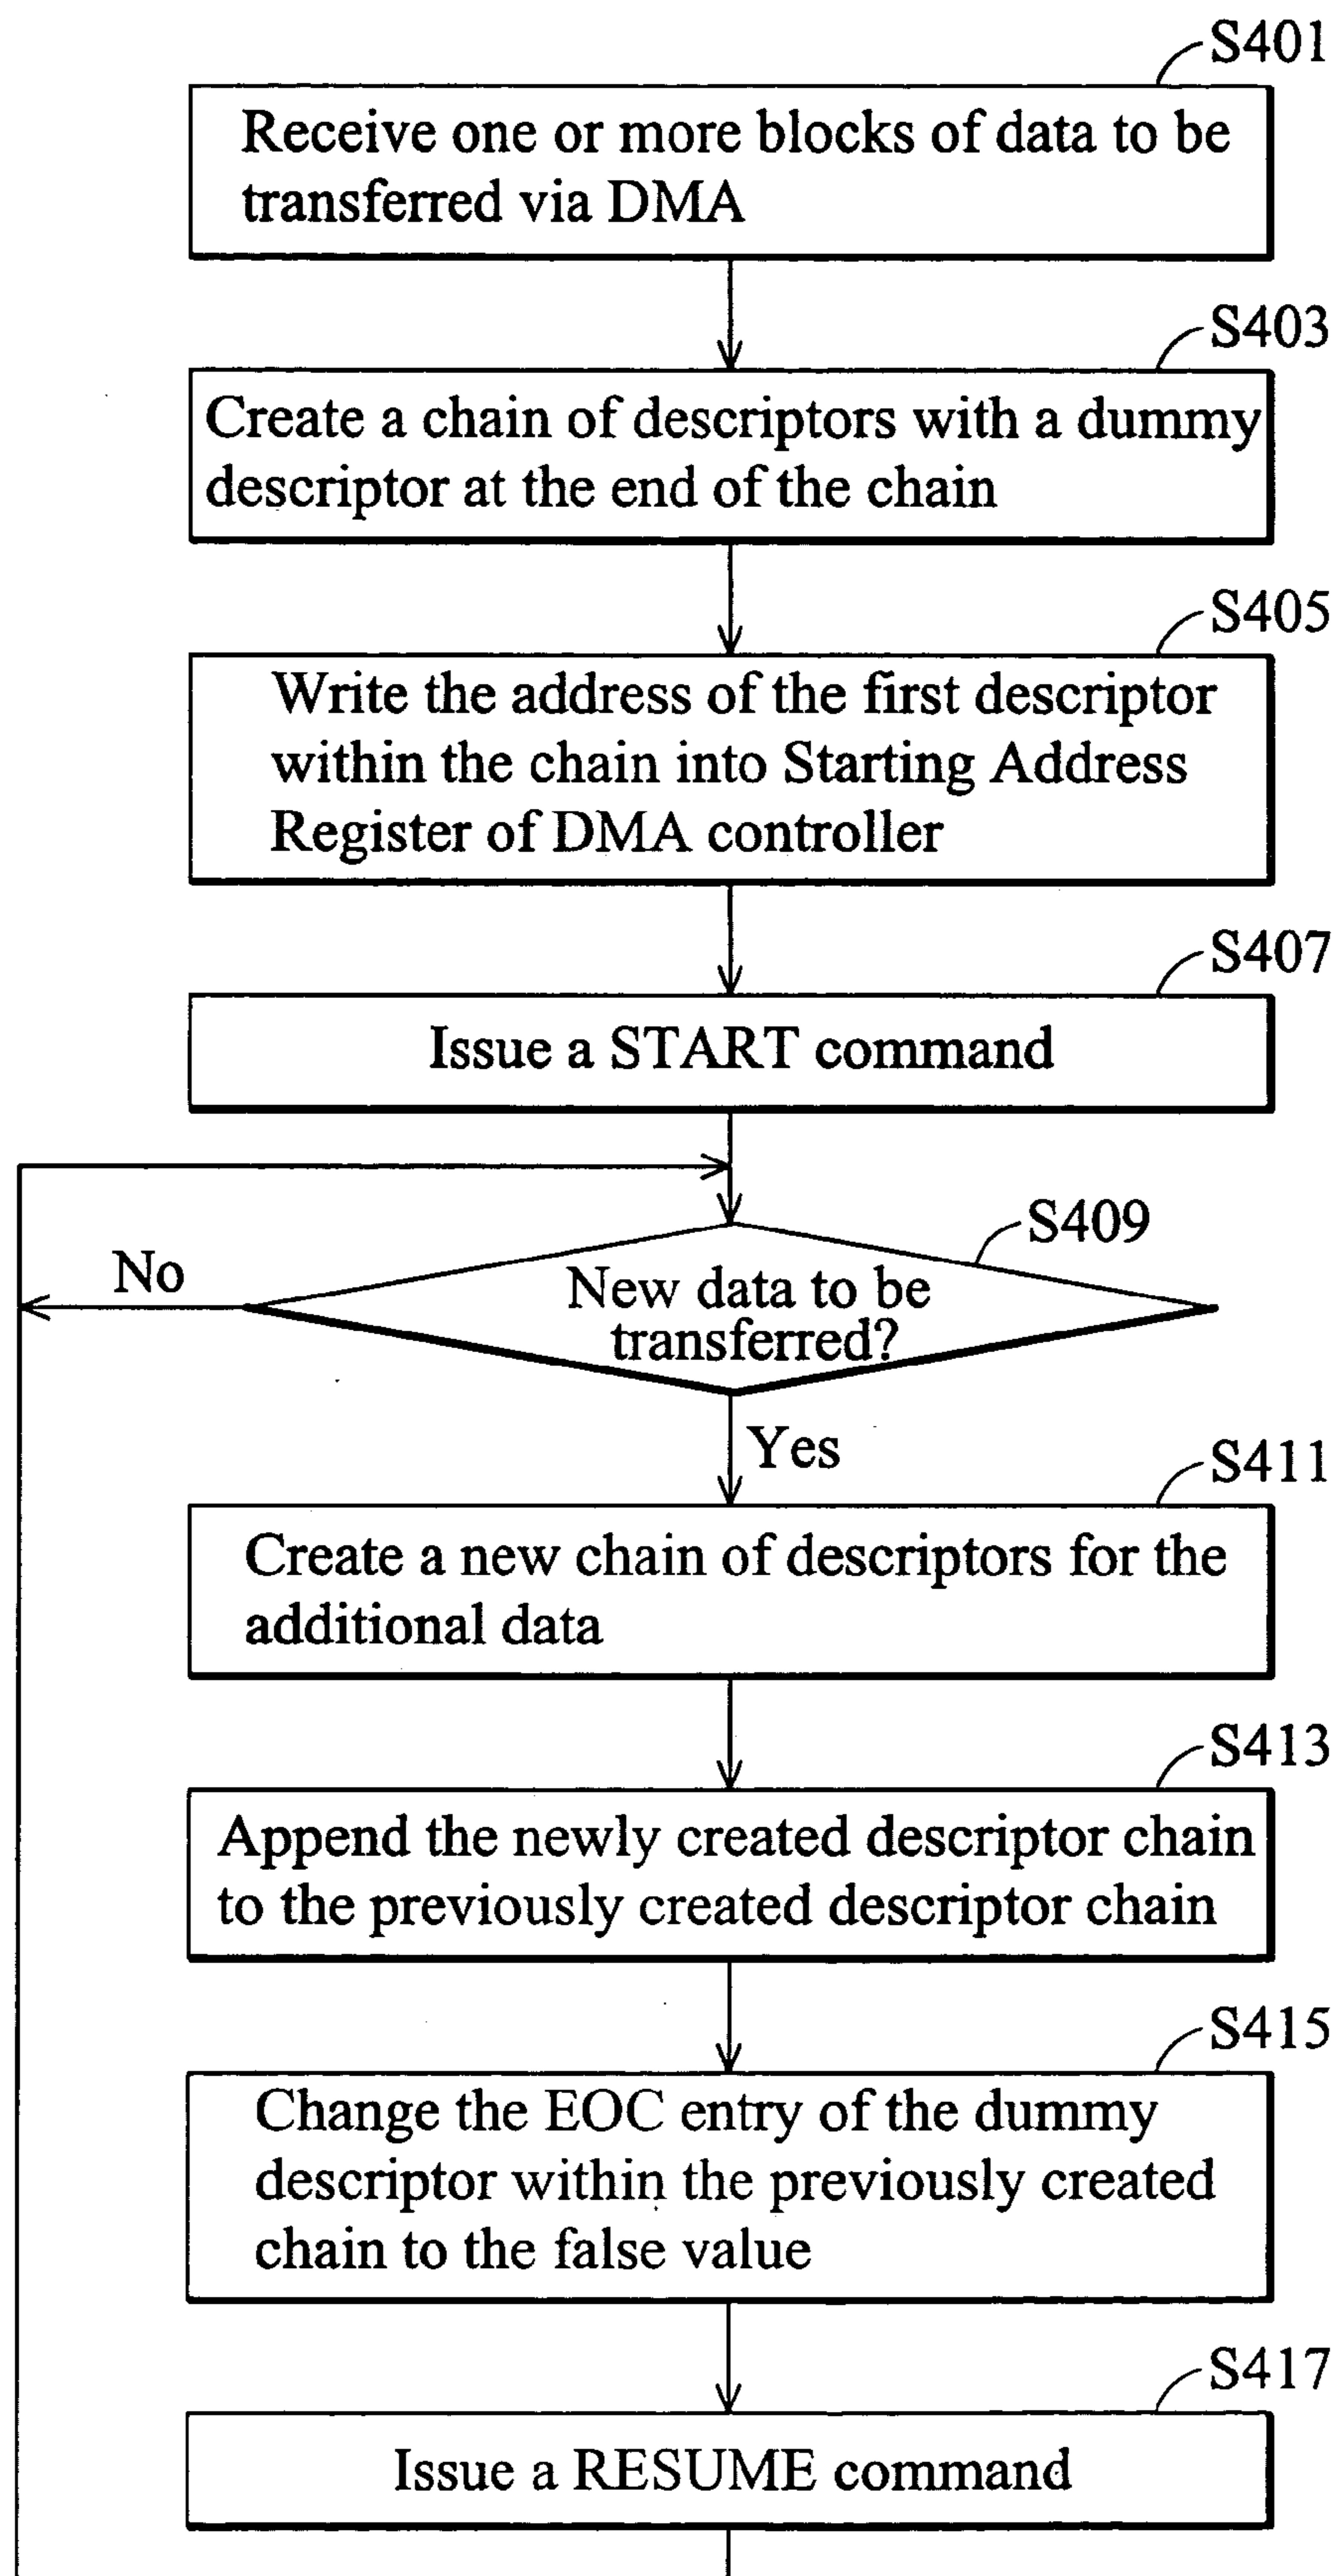 S401
Receive one or more blocks of data to be
transferred via DMA
S403
Create a chain of descriptors with a dummy
descriptor at the end of the chain
S405
Write the address of the first descriptor
within the chain into Starting Address
Register of DMA controller
S407
Issue a START command
S409
No
New data to be
transferred?
Yes
S411
Create a new chain of descriptors for the
additional data
S413
Append the newly created descriptor chain
to the previously created descriptor chain
S415
Change the EOC entry of the dummy
descriptor within the previously created
chain to the false value
S417
Issue a RESUME command